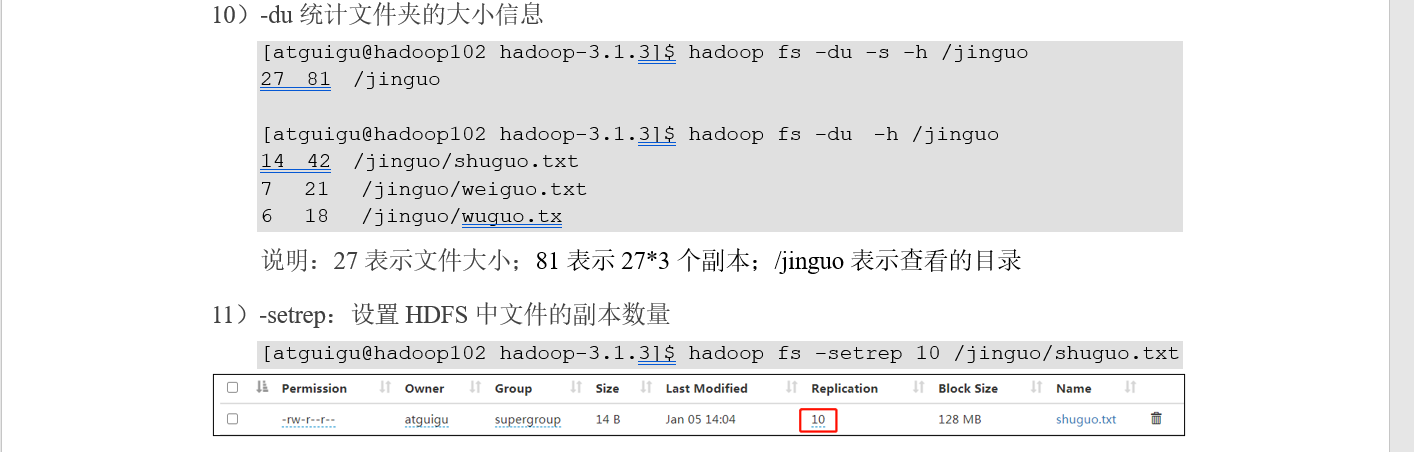 10）-du 统计文件夹的大小信息
[atguigu@hadoop102 hadoop-3.1.3]$ hadoop fs -du -s -h /jinguo
27  81  /jinguo
[atguigu@hadoop102 hadoop-3.1.3]$ hadoop fs -du  -h /jinguo
14  42  /jinguo/shuguo.txt
7   21   /jinguo/weiguo.txt
6   18   /jinguo/wuguo.tx
说明：27 表示文件大小；81 表示 27*3 个副本；/jinguo 表示查看的目录
11）-setrep：设置 HDFS 中文件的副本数量
[atguigu@hadoop102 hadoop-3.1.3]$ hadoop fs -setrep 10 /jinguo/shuguo.txt
Permission Owner Group Size Last Modified Replication Block Size Name
-rw-r--r-- atguigu supergroup 14 B Jan 05 14:04 10 128 MB shuguo.txt